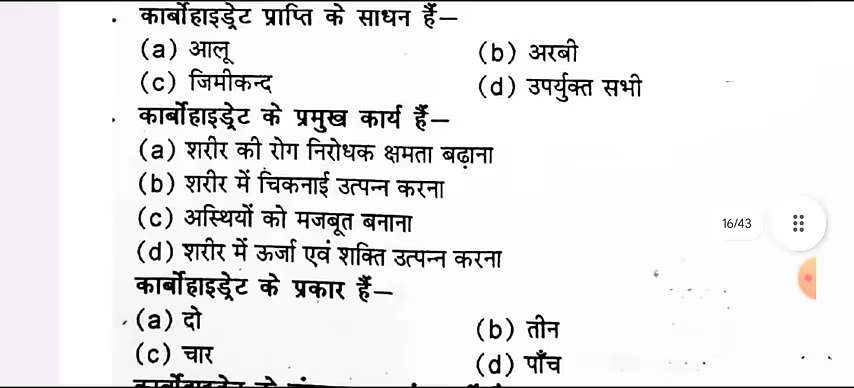 . कार्बोहाइड्रेट प्राप्ति के साधन हैं—
(a) आलू (b) अरबी
(c) जिमीकन्द (d) उपर्युक्त सभी
. कार्बोहाइड्रेट के प्रमुख कार्य हैं—
(a) शरीर की रोग निरोधक क्षमता बढ़ाना
(b) शरीर में चिकनाई उत्पन्न करना
(c) अस्थियों को मजबूत बनाना
16/43
(d) शरीर में ऊर्जा एवं शक्ति उत्पन्न करना
कार्बोहाइड्रेट के प्रकार हैं—
(a) दो (b) तीन
(c) चार (d) पाँच